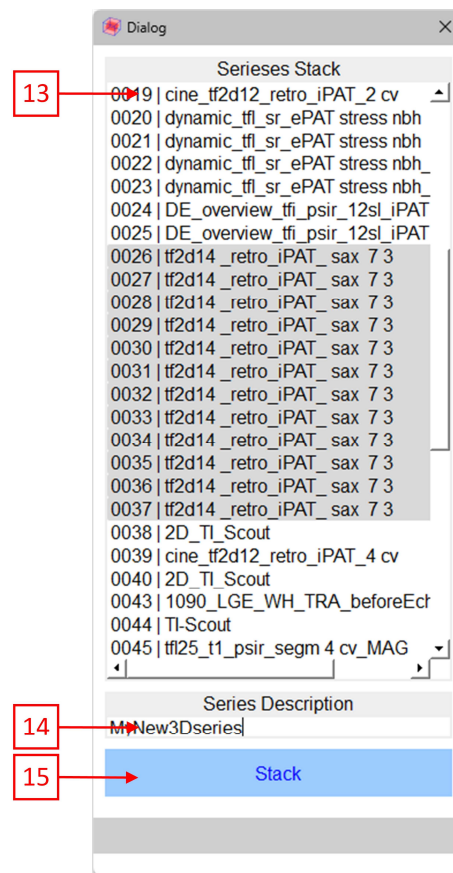 Dialog
Serieses Stack
13
0019 | cine_tf2d12_retro_iPAT_2 cv
0020 | dynamic_tfl_sr_ePAT stress nbh
0021 | dynamic_tfl_sr_ePAT stress nbh
0022 | dynamic_tfl_sr_ePAT stress nbh_
0023 | dynamic_tfl_sr_ePAT stress nbh_
0024 | DE_overview_tfi_psir_12sl_iPAT
0025 | DE_overview_tfi_psir_12sl_iPAT
0026 | tf2d14 _retro_iPAT_ sax 7 3
0027 | tf2d14 _retro_iPAT_ sax 7 3
0028 | tf2d14 _retro_iPAT_ sax 7 3
0029 | tf2d14 _retro_iPAT_ sax 7 3
0030 | tf2d14 _retro_iPAT_ sax 7 3
0031 | tf2d14 _retro_iPAT_ sax 7 3
0032 | tf2d14 _retro_iPAT_ sax 7 3
0033 | tf2d14 _retro_iPAT_ sax 7 3
0034 | tf2d14 _retro_iPAT_ sax 7 3
0035 | tf2d14 _retro_iPAT_ sax 7 3
0036 | tf2d14 _retro_iPAT_ sax 7 3
0037 | tf2d14 _retro_iPAT_ sax 7 3
0038 | 2D_TI_Scout
0039 | cine_tf2d12_retro_iPAT_4 cv
0040 | 2D_TI_Scout
0043 | 1090_LGE_WH_TRA_beforeEch
0044 | TI-Scout
0045 | tfl25_t1_psir_segm 4 cv_MAG
Series Description
14
MyNew3Dseries
15
Stack